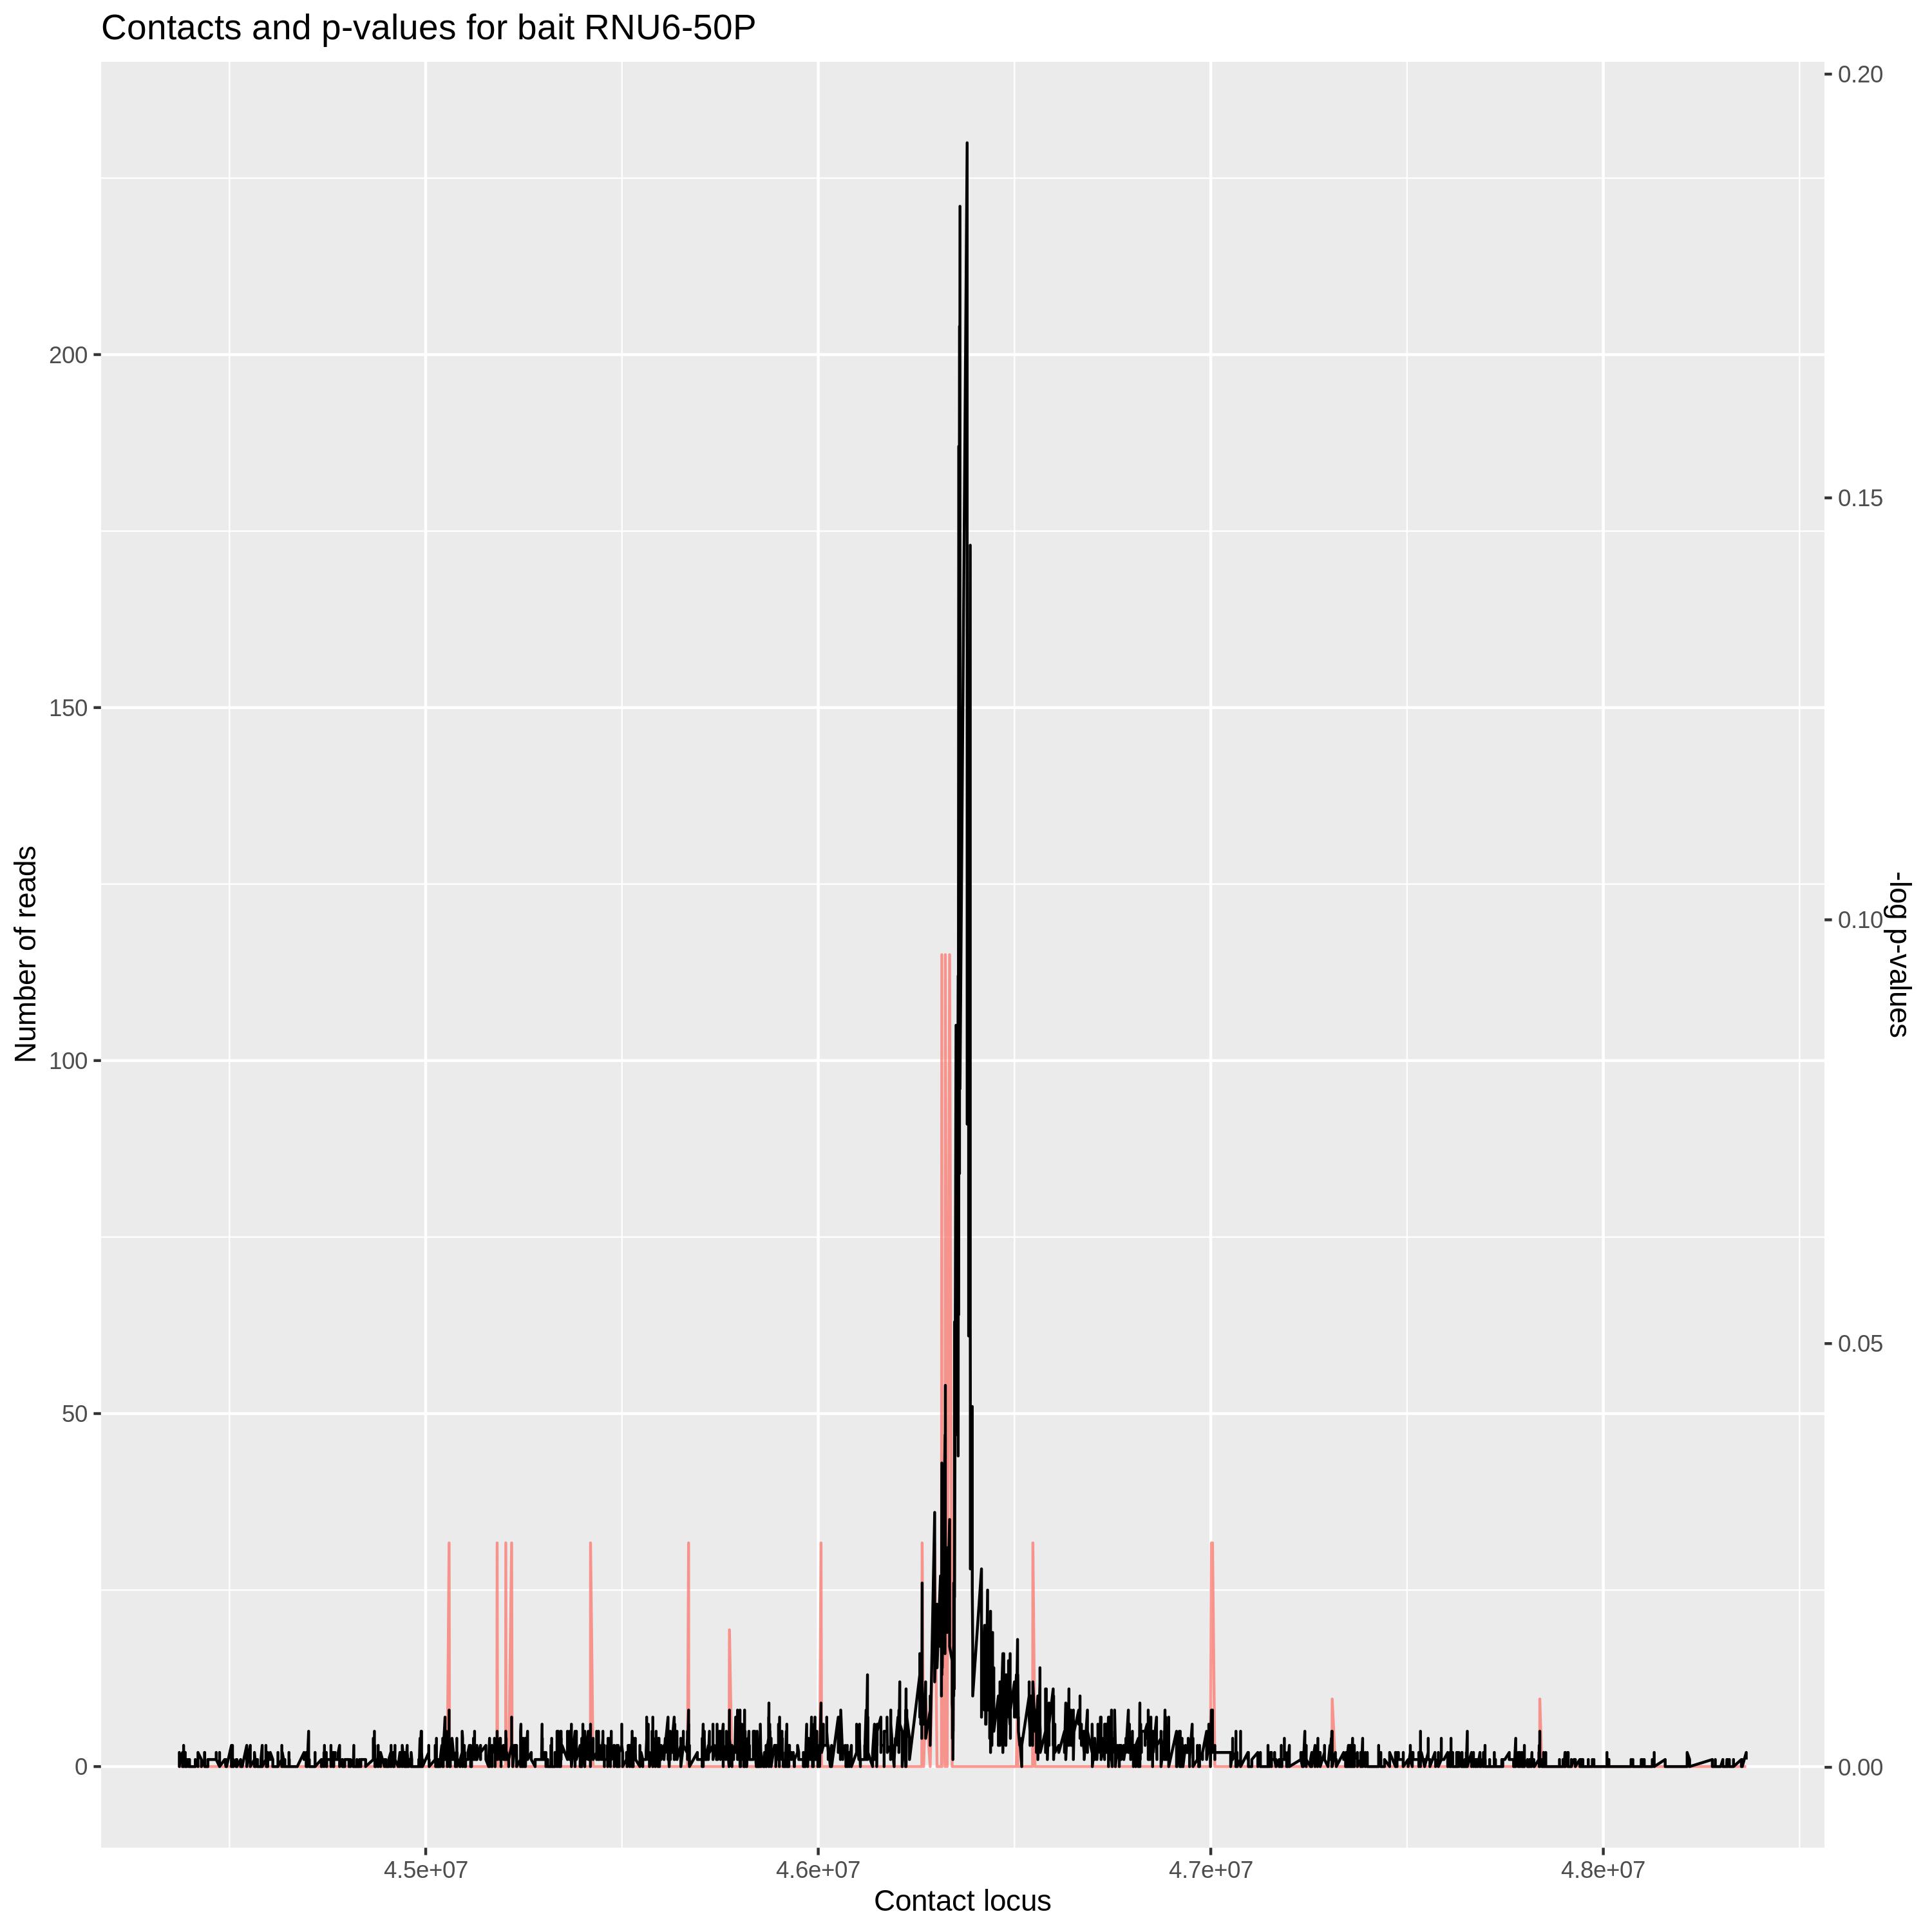 Contacts and p-values for bait RNU6-50P
Number of reads
200
150
100
50
0
0.20
0.15
0.10
0.05
0.00
-log p-values
4.5e+07 4.6e+07 4.7e+07 4.8e+07
Contact locus